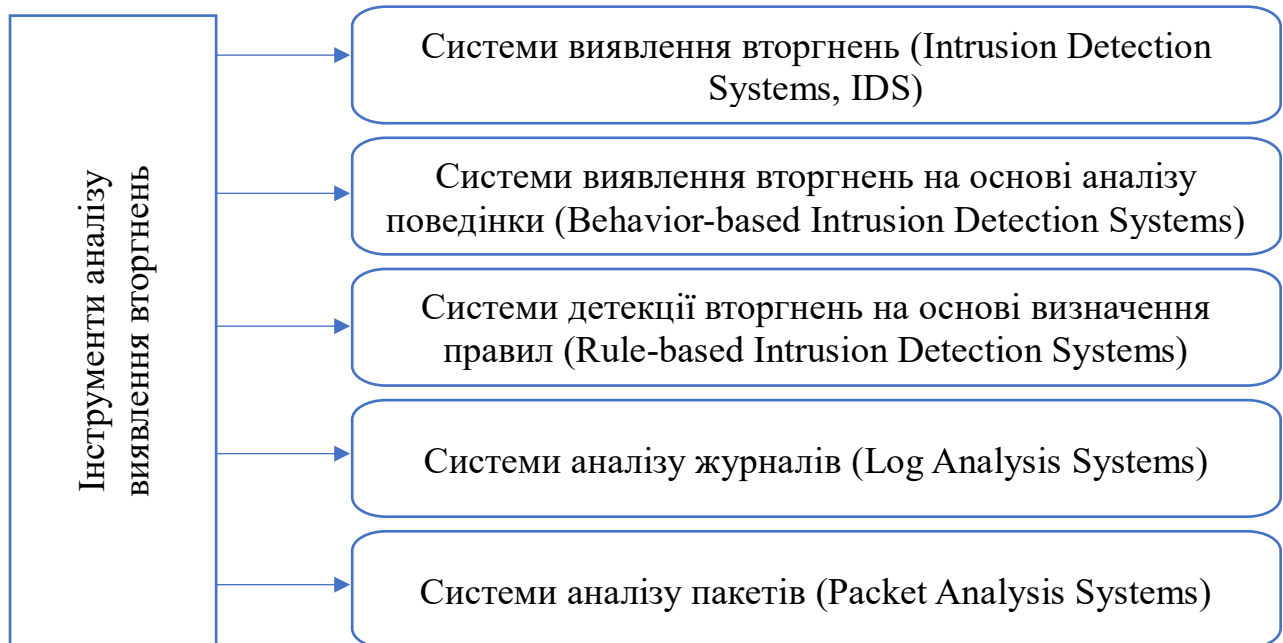 Інструменти аналізу
виявлення вторгнень
Системи виявлення вторгнень (Intrusion Detection
Systems, IDS)
Системи виявлення вторгнень на основі аналізу
поведінки (Behavior-based Intrusion Detection Systems)
Системи детекції вторгнень на основі визначення
правил (Rule-based Intrusion Detection Systems)
Системи аналізу журналів (Log Analysis Systems)
Системи аналізу пакетів (Packet Analysis Systems)